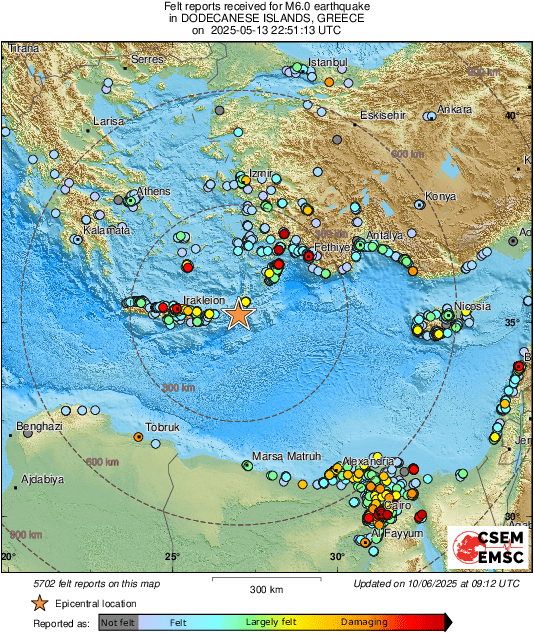 Felt reports received for M6.0 earthquake
in DODECANESE ISLANDS, GREECE
on 2025-05-13 22:51:13 UTC
Tirana
Serres
Istanbul
800 km
Ankara
40°
Eskisehir
Larisa
600 km
Izmir
Athens
Konya
Kalamata
Antalya
Fethiye
Irakleion
Nicosia
35°
300 km
Benghazi
Tobruk
Marsa Matruh
Alexandria
600 km
Ajdabiya
Cairo
30°
Al Fayyum
800 km
20°
25°
30°
CSEM
EMSC
5702 felt reports on this map
300 km
Updated on 10/06/2025 at 09:12 UTC
Epicentral location
Reported as:
Not felt
Felt
Largely felt
Damaging